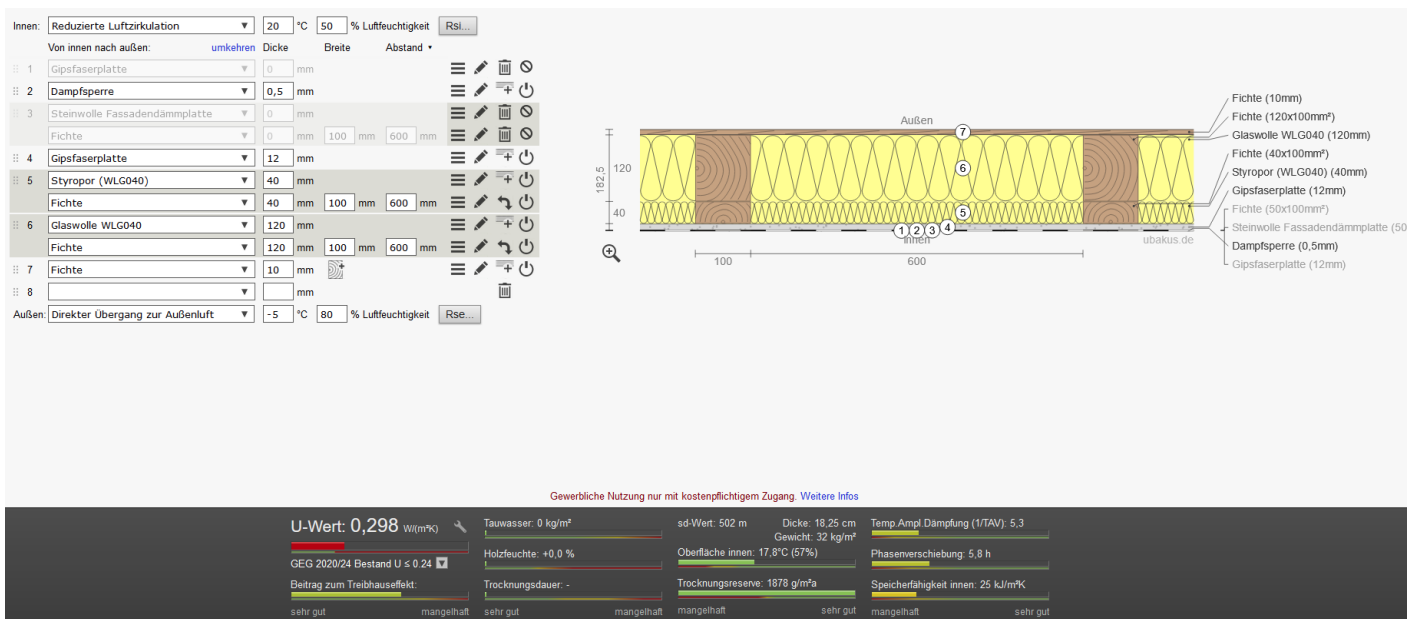 Innen: Reduzierte Luftzirkulation 20 °C 50 % Luftfeuchtigkeit Rsi...
Von innen nach außen: umkehren Dicke Breite Abstand
1 Gipsfaserplatte 0 mm
2 Dampfsperre 0,5 mm
3 Steinwolle Fassadendämmplatte 0 mm
Fichte 0 mm 100 mm 600 mm
4 Gipsfaserplatte 12 mm
5 Styropor (WLG040) 40 mm
Fichte 40 mm 100 mm 600 mm
6 Glaswolle WLG040 120 mm
Fichte 120 mm 100 mm 600 mm
7 Fichte 10 mm
8 mm
Außen: Direkter Übergang zur Außenluft -5 °C 80 % Luftfeuchtigkeit Rse...
Außen
7
6
5
1 2 3 4
Innen
182,5
120
40
100
600
ubakus.de
Fichte (10mm)
Fichte (120x100mm²)
Glaswolle WLG040 (120mm)
Fichte (40x100mm²)
Styropor (WLG040) (40mm)
Gipsfaserplatte (12mm)
Fichte (50x100mm²)
Steinwolle Fassadendämmplatte (50
Dampfsperre (0,5mm)
Gipsfaserplatte (12mm)
Gewerbliche Nutzung nur mit kostenpflichtigem Zugang. Weitere Infos
U-Wert: 0,298 W/(m²K)
GEG 2020/24 Bestand U ≤ 0.24
Beitrag zum Treibhauseffekt:
sehr gut mangelhaft
Tauwasser: 0 kg/m²
Holzfeuchte: +0,0 %
Trocknungsdauer: -
sehr gut mangelhaft
sd-Wert: 502 m Dicke: 18,25 cm
Gewicht: 32 kg/m²
Oberfläche innen: 17,8°C (57%)
Trocknungsreserve: 1878 g/m²a
mangelhaft sehr gut
Temp.Ampl.Dämpfung (1/TAV): 5,3
Phasenverschiebung: 5,8 h
Speicherfähigkeit innen: 25 kJ/m²K
mangelhaft sehr gut